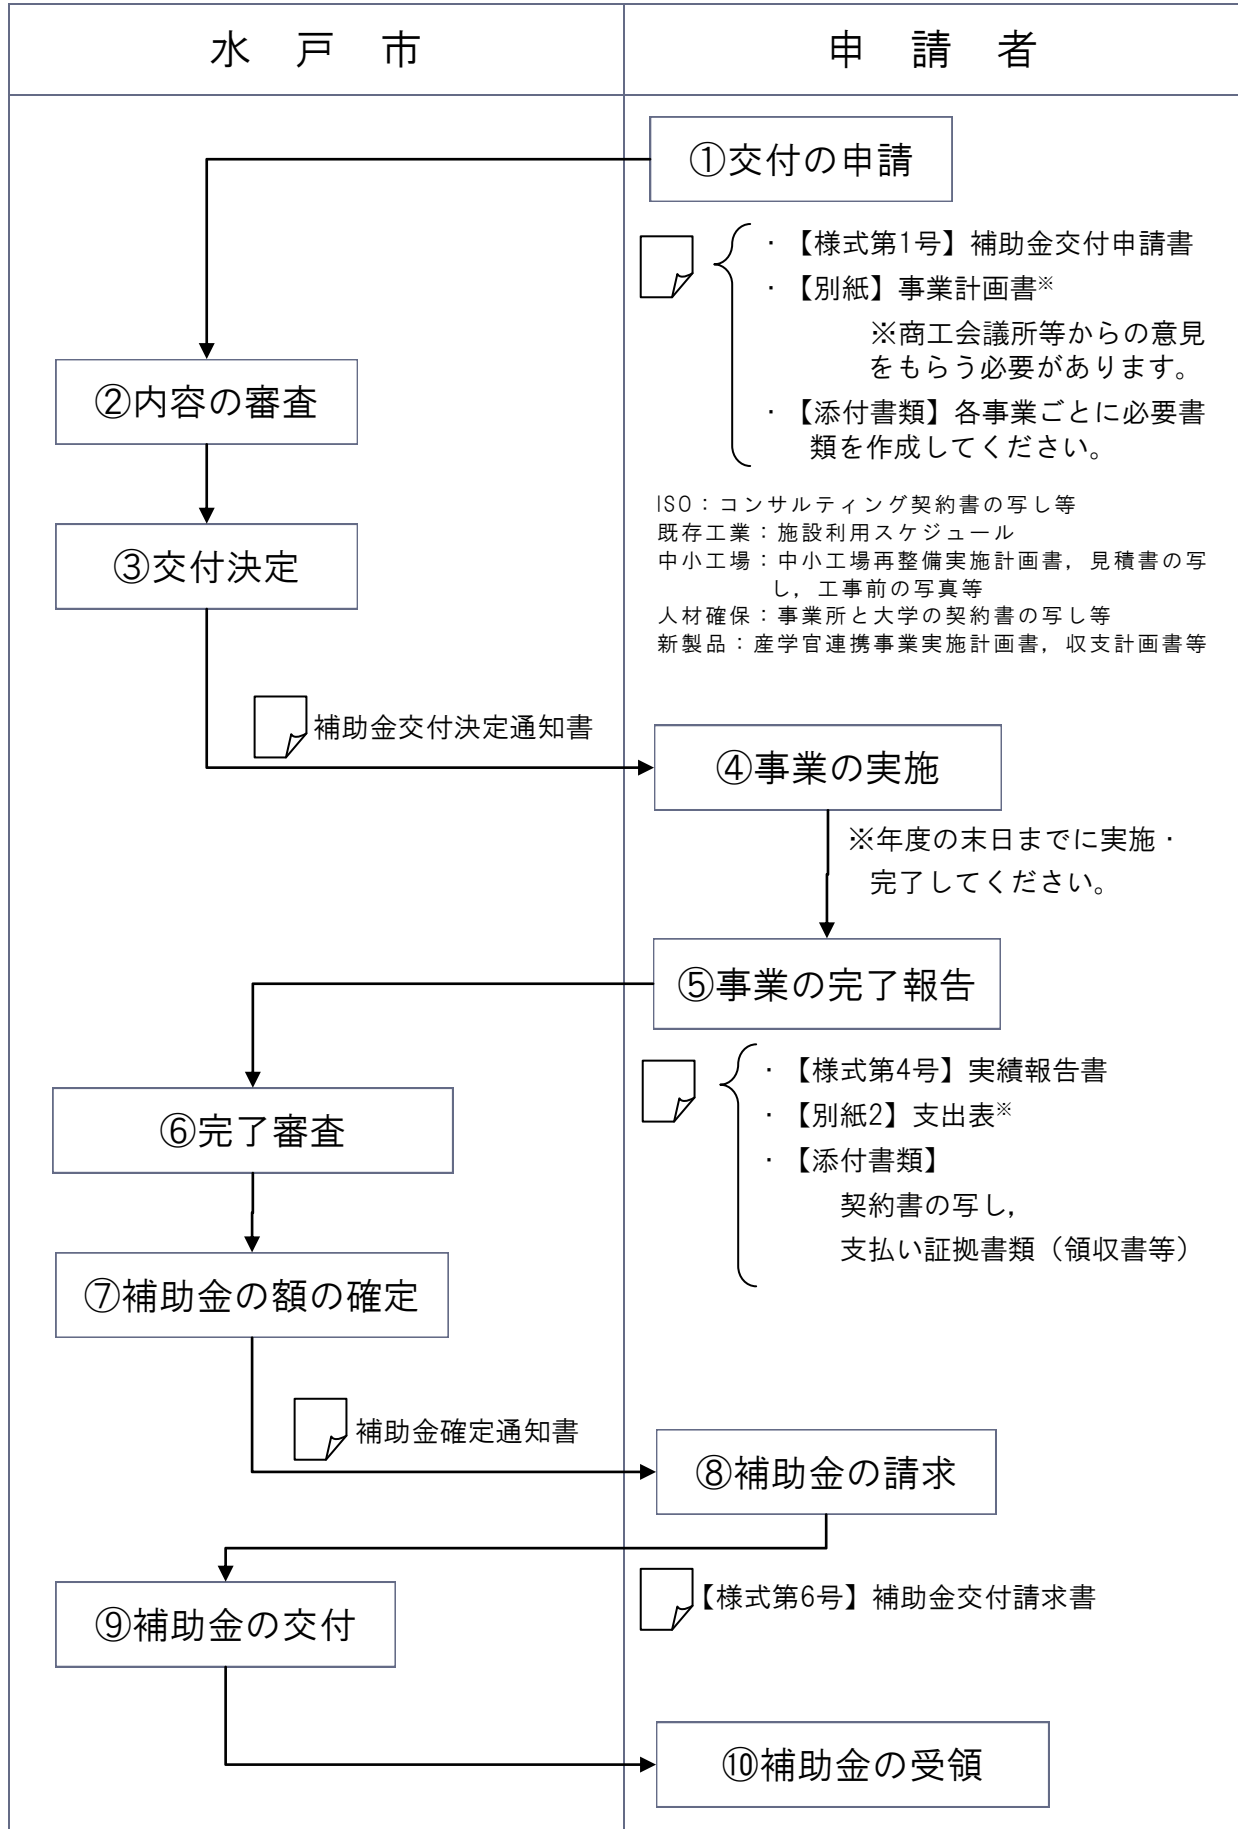 水 戸 市
申 請 者
①交付の申請
・【様式第1号】補助金交付申請書
・【別紙】事業計画書※
※商工会議所等からの意見
をもらう必要があります。
・【添付書類】各事業ごとに必要書
類を作成してください。
②内容の審査
③交付決定
ISO：コンサルティング契約書の写し等
既存工業：施設利用スケジュール
中小工場：中小工場再整備実施計画書，見積書の写
し，工事前の写真等
人材確保：事業所と大学の契約書の写し等
新製品：産学官連携事業実施計画書，収支計画書等
補助金交付決定通知書
④事業の実施
※年度の末日までに実施・
完了してください。
⑤事業の完了報告
・【様式第4号】実績報告書
・【別紙2】支出表※
・【添付書類】
契約書の写し，
支払い証拠書類（領収書等）
⑥完了審査
⑦補助金の額の確定
補助金確定通知書
⑧補助金の請求
【様式第6号】補助金交付請求書
⑨補助金の交付
⑩補助金の受領